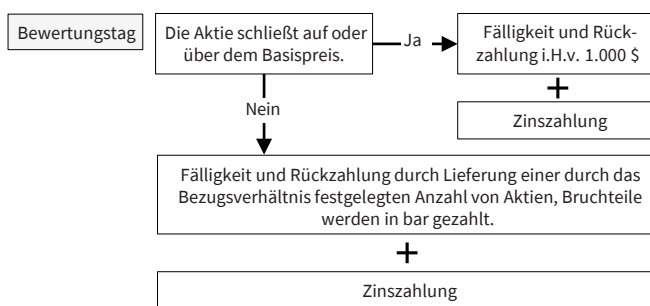 Bewertungstag
Die Aktie schließt auf oder
über dem Basispreis.
Ja
Fälligkeit und Rück-
zahlung i.H.v. 1.000 $
+
Zinszahlung
Nein
Fälligkeit und Rückzahlung durch Lieferung einer durch das
Bezugsverhältnis festgelegten Anzahl von Aktien, Bruchteile
werden in bar gezahlt.
+
Zinszahlung